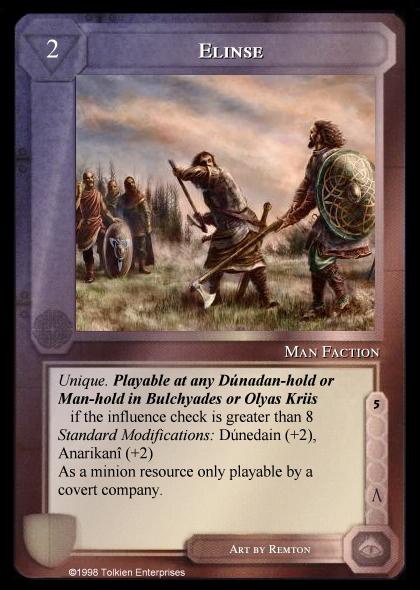 2
ELINSE
MAN FACTION
Unique. Playable at any Dúnadan-hold or
Man-hold in Bulchyades or Olyas Kriis
if the influence check is greater than 8
Standard Modifications: Dúnedain (+2),
Anarikanî (+2)
As a minion resource only playable by a
covert company.
5
Λ
ART BY REMTON
©1998 Tolkien Enterprises